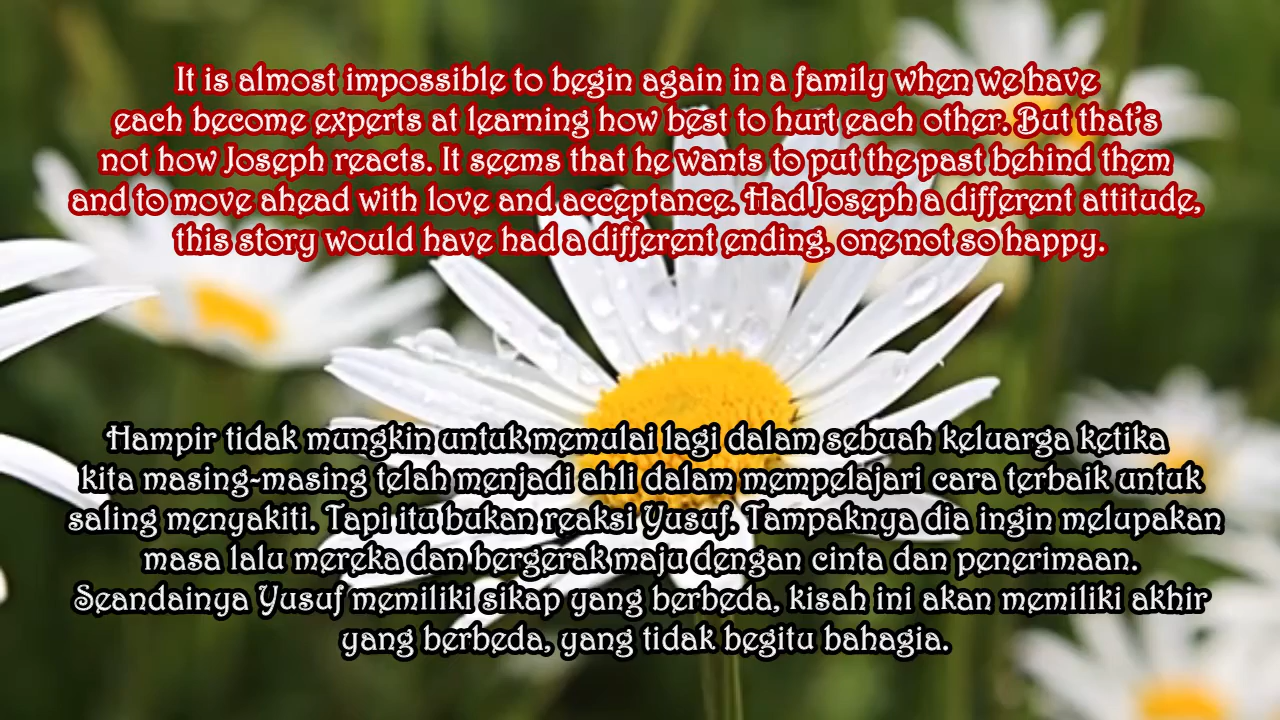 It is almost impossible to begin again in a family when we have
each become experts at learning how best to hurt each other. But that's
not how Joseph reacts. It seems that he wants to put the past behind them
and to move ahead with love and acceptance. Had Joseph a different attitude,
this story would have had a different ending, one not so happy.
Hampir tidak mungkin untuk memulai lagi dalam sebuah keluarga ketika
kita masing-masing telah menjadi ahli dalam mempelajari cara terbaik untuk
saling menyakiti. Tapi itu bukan reaksi Yusuf. Tampaknya dia ingin melupakan
masa lalu mereka dan bergerak maju dengan cinta dan penerimaan.
Seandainya Yusuf memiliki sikap yang berbeda, kisah ini akan memiliki akhir
yang berbeda, yang tidak begitu bahagia.